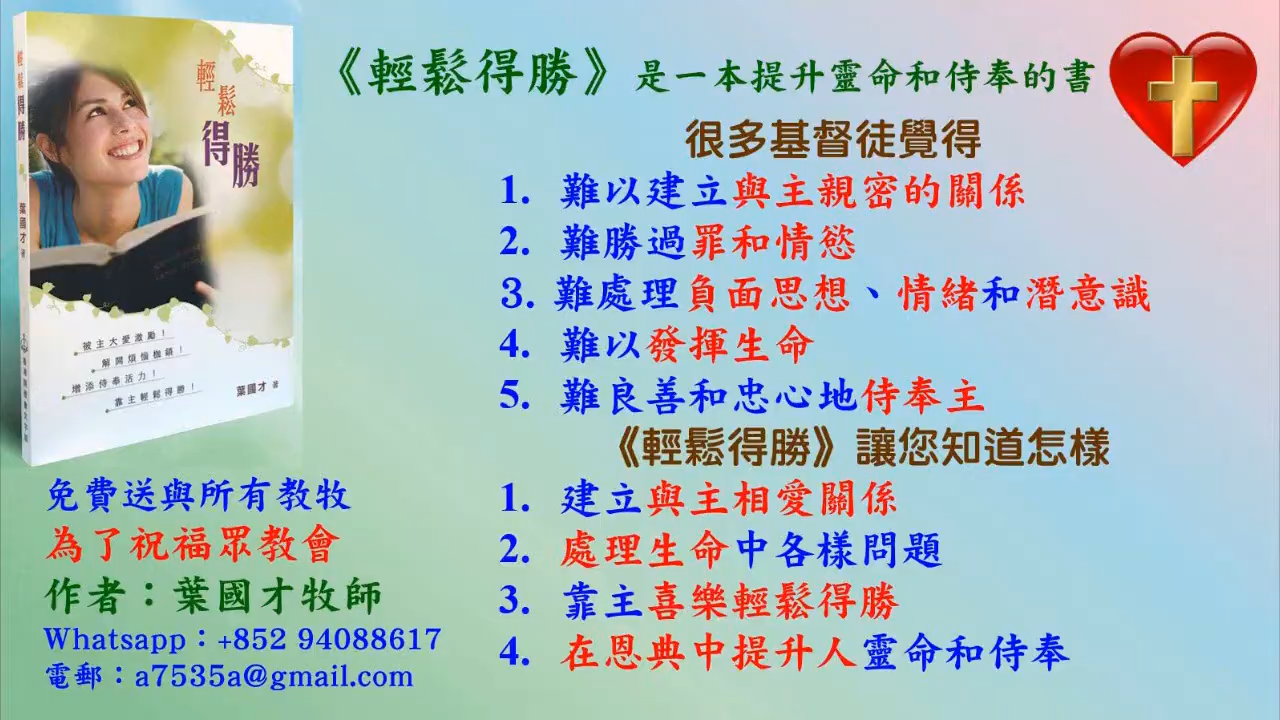 輕鬆得勝
葉國才 著
輕鬆
得勝
被主大愛激勵！
解開煩惱枷鎖！
增添侍奉活力！
靠主輕鬆得勝！
葉國才 著
《輕鬆得勝》是一本提升靈命和侍奉的書
很多基督徒覺得
1. 難以建立與主親密的關係
2. 難勝過罪和情慾
3. 難處理負面思想、情緒和潛意識
4. 難以發揮生命
5. 難良善和忠心地侍奉主
《輕鬆得勝》讓您知道怎樣
1. 建立與主相愛關係
2. 處理生命中各樣問題
3. 靠主喜樂輕鬆得勝
4. 在恩典中提升人靈命和侍奉
免費送與所有教牧
為了祝福眾教會
作者：葉國才牧師
Whatsapp：+852 94088617
電郵：a7535a@gmail.com